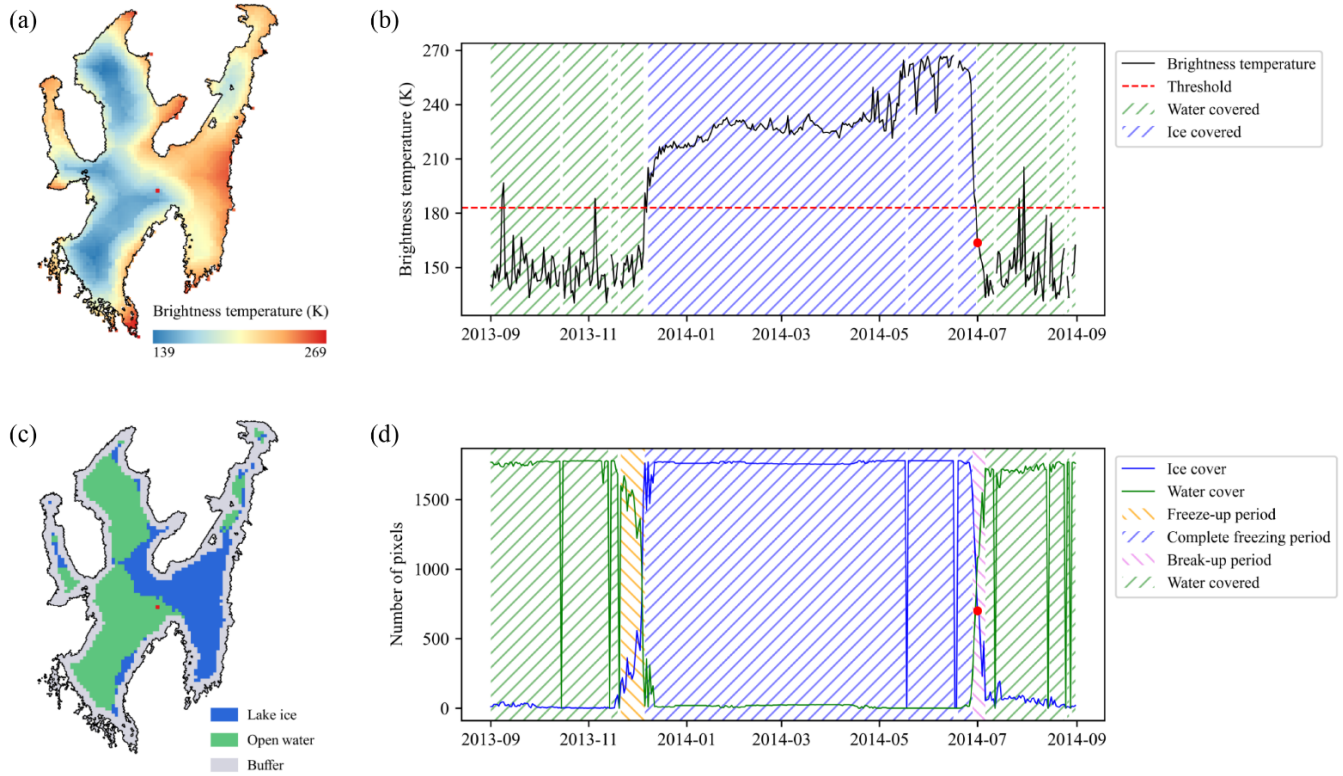 (a)
Brightness temperature (K)
139 269
(b)
Brightness temperature (K)
270
240
210
180
150
2013-09 2013-11 2014-01 2014-03 2014-05 2014-07 2014-09
Brightness temperature
Threshold
Water covered
Ice covered
(c)
Lake ice
Open water
Buffer
(d)
Number of pixels
1500
1000
500
0
2013-09 2013-11 2014-01 2014-03 2014-05 2014-07 2014-09
Ice cover
Water cover
Freeze-up period
Complete freezing period
Break-up period
Water covered